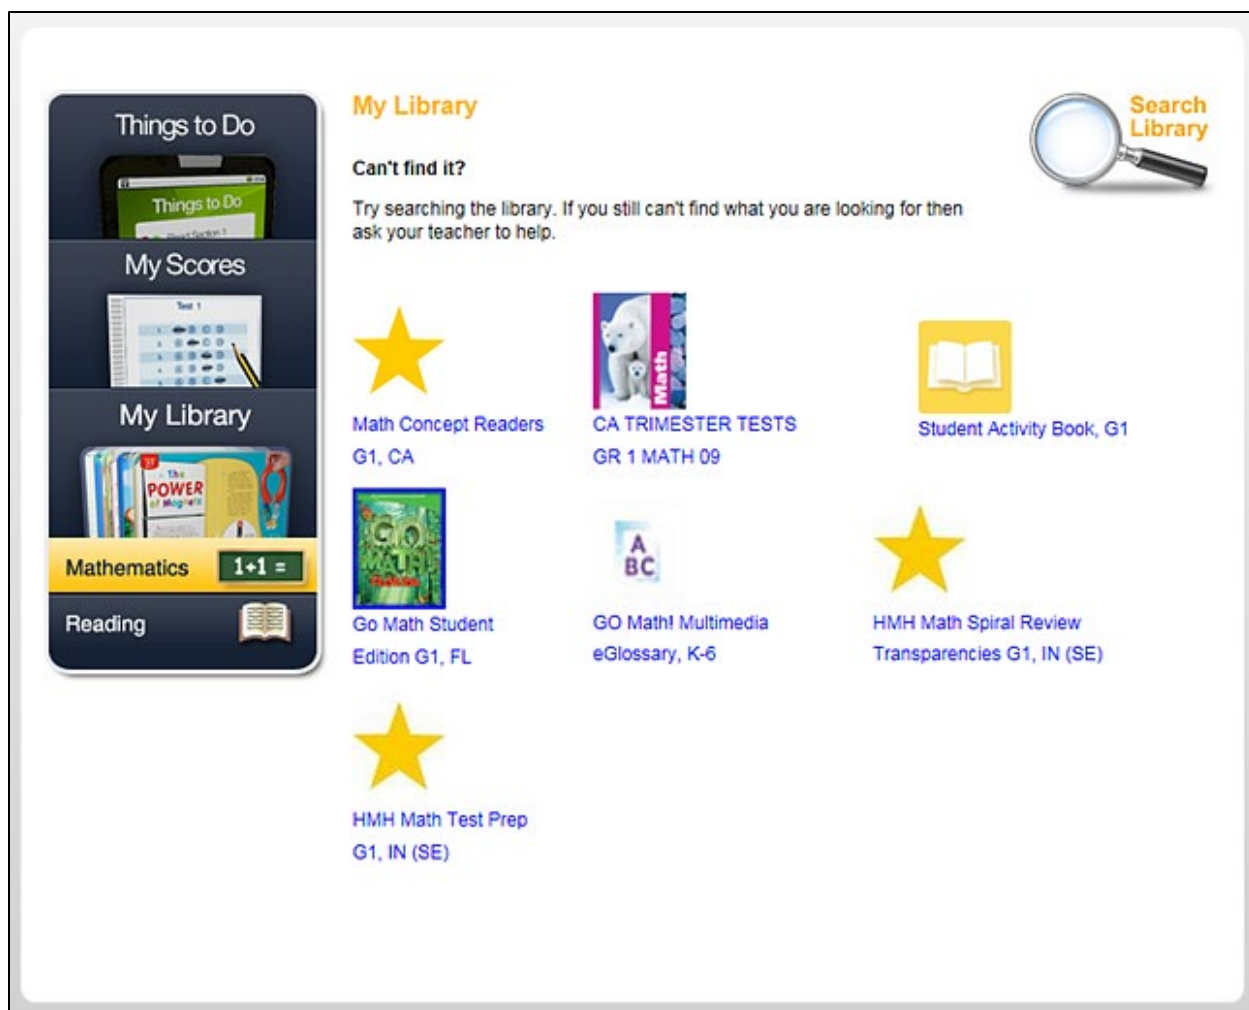 Things to Do
Things to Do
Read Section 1
My Scores
Test 1
My Library
The
POWER
of Magnets
Mathematics
1+1 =
Reading
My Library
Search
Library
Can't find it?
Try searching the library. If you still can't find what you are looking for then
ask your teacher to help.
Math Concept Readers
G1, CA
Math
CA TRIMESTER TESTS
GR 1 MATH 09
Student Activity Book, G1
GO
MATH!
Go Math Student
Edition G1, FL
A
BC
GO Math! Multimedia
eGlossary, K-6
HMH Math Spiral Review
Transparencies G1, IN (SE)
HMH Math Test Prep
G1, IN (SE)